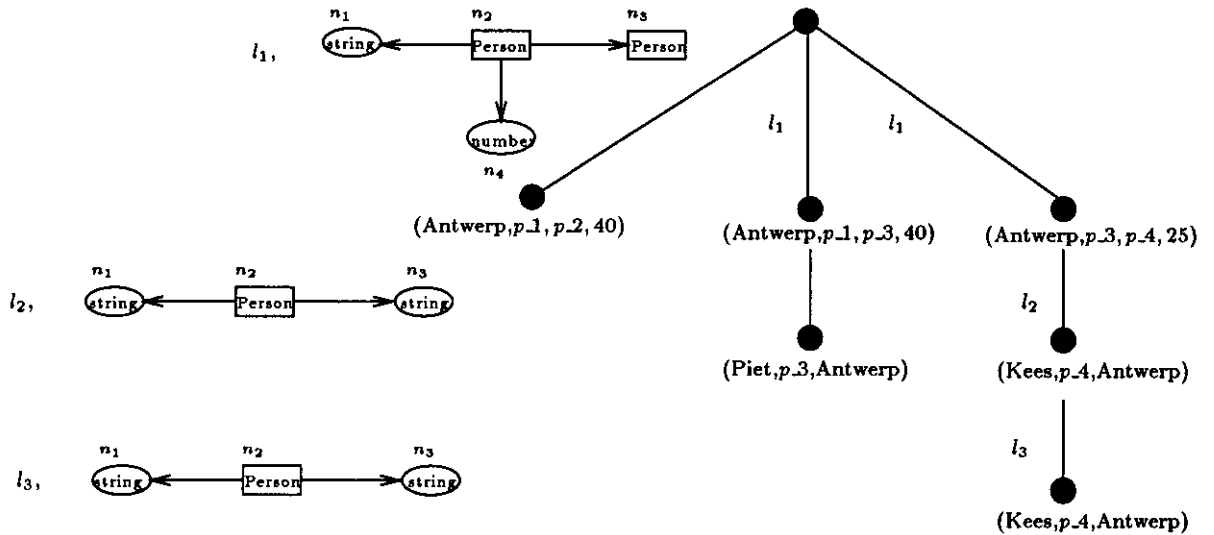 n₁ n₂ n₃
l₁, string Person Person
number
n₄
l₁ l₁
(Antwerp,p_1, p_2, 40) (Antwerp,p_1, p_3, 40) (Antwerp,p_3, p_4, 25)
n₁ n₂ n₃
l₂, string Person string
l₂
(Piet,p_3,Antwerp) (Kees,p_4,Antwerp)
n₁ n₂ n₃
l₃, string Person string
l₃
(Kees,p_4,Antwerp)